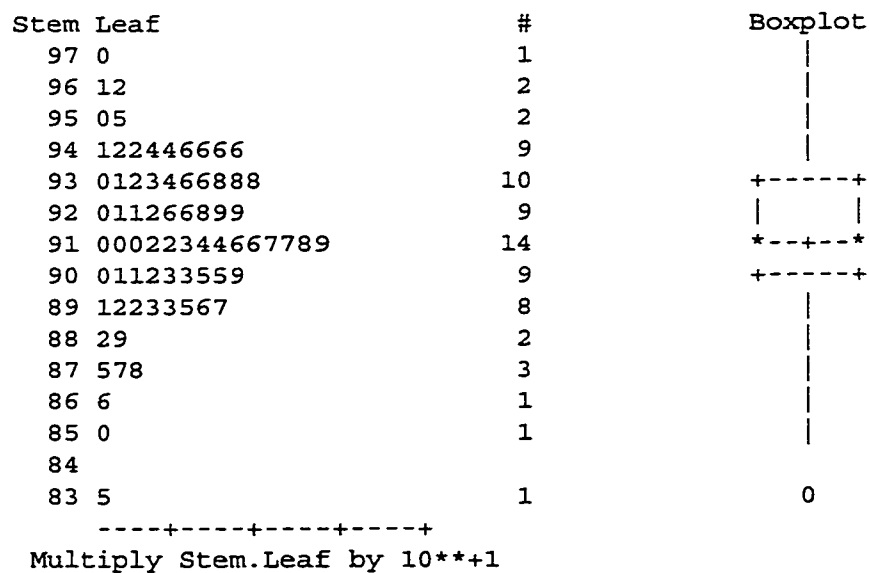 Stem Leaf                     #             Boxplot
  97 0                        1                |
  96 12                       2                |
  95 05                       2                |
  94 122446666                9                |
  93 0123466888              10             +-----+
  92 011266899                9             |     |
  91 00022344667789          14             *--+--*
  90 011233559                9             +-----+
  89 12233567                 8                |
  88 29                       2                |
  87 578                      3                |
  86 6                        1                |
  85 0                        1                |
  84
  83 5                        1                0
     ----+----+----+----+
 Multiply Stem.Leaf by 10**+1